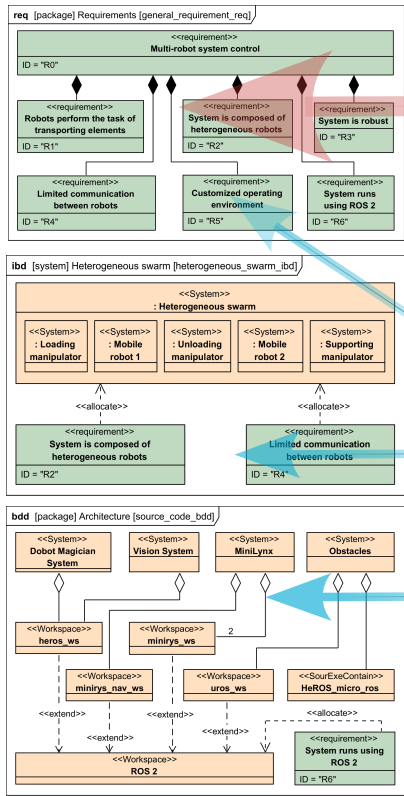 req [package] Requirements [general_requirement_req]
<<requirement>>
Multi-robot system control
ID = "R0"
<<requirement>>
Robots perform the task of
transporting elements
ID = "R1"
<<requirement>>
System is composed of
heterogeneous robots
ID = "R2"
<<requirement>>
System is robust
ID = "R3"
<<requirement>>
Limited communication
between robots
ID = "R4"
<<requirement>>
Customized operating
environment
ID = "R5"
<<requirement>>
System runs
using ROS 2
ID = "R6"
ibd [system] Heterogeneous swarm [heterogeneous_swarm_ibd]
<<System>>
: Heterogeneous swarm
<<System>>
: Loading
manipulator
<<System>>
: Mobile
robot 1
<<System>>
: Unloading
manipulator
<<System>>
: Mobile
robot 2
<<System>>
: Supporting
manipulator
<<allocate>>
<<allocate>>
<<requirement>>
System is composed of
heterogeneous robots
ID = "R2"
<<requirement>>
Limited communication
between robots
ID = "R4"
bdd [package] Architecture [source_code_bdd]
<<System>>
Dobot Magician
System
<<System>>
Vision System
<<System>>
MiniLynx
<<System>>
Obstacles
<<Workspace>>
heros_ws
<<Workspace>>
minirys_ws
2
<<Workspace>>
minirys_nav_ws
<<Workspace>>
uros_ws
<<SourExeContain>>
HeROS_micro_ros
<<extend>>
<<extend>>
<<allocate>>
<<extend>>
<<extend>>
<<Workspace>>
ROS 2
<<requirement>>
System runs using
ROS 2
ID = "R6"